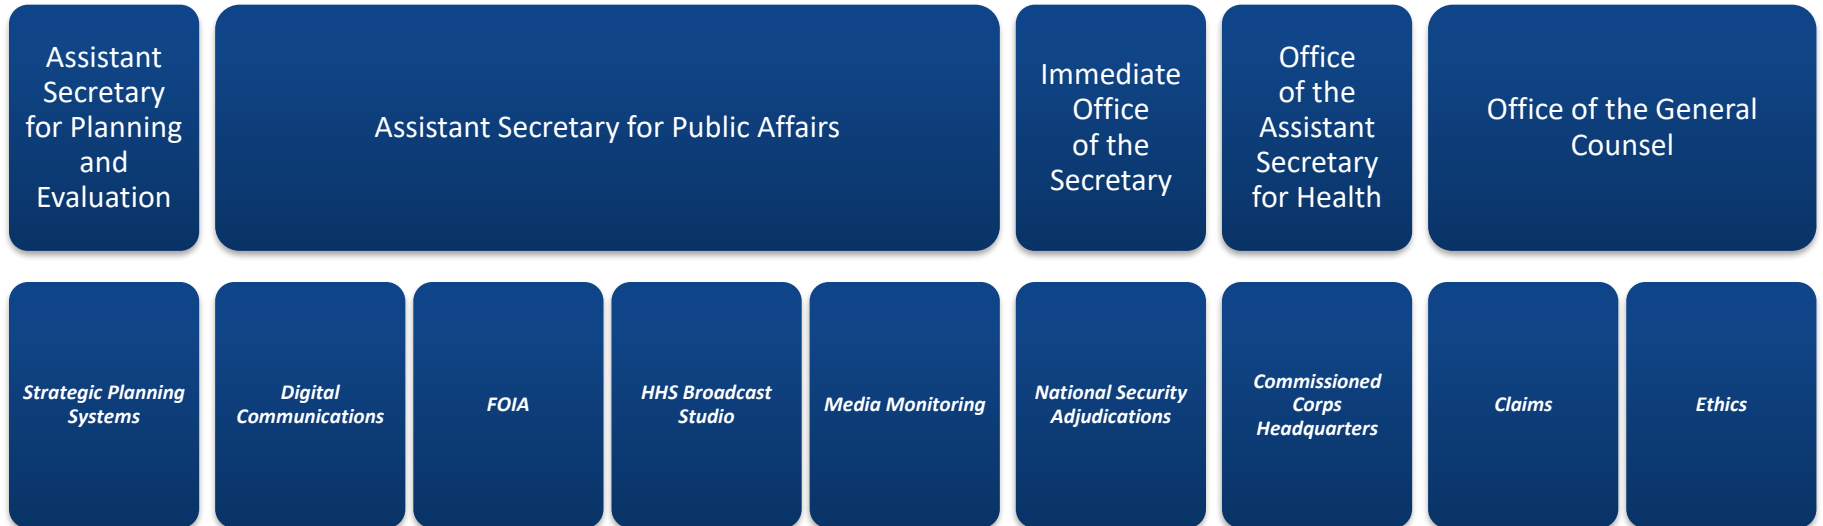 Assistant
Secretary
for Planning
and
Evaluation
Assistant Secretary for Public Affairs
Immediate
Office
of the
Secretary
Office
of the
Assistant
Secretary
for Health
Office of the General
Counsel
Strategic Planning
Systems
Digital
Communications
FOIA
HHS Broadcast
Studio
Media Monitoring
National Security
Adjudications
Commissioned
Corps
Headquarters
Claims
Ethics